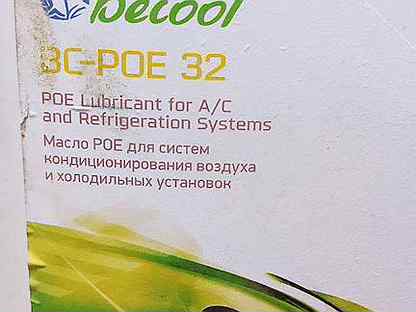 Becool
BC-POE 32
POE Lubricant for A/C
and Refrigeration Systems
Масло POE для систем
кондиционирования воздуха
и холодильных установок